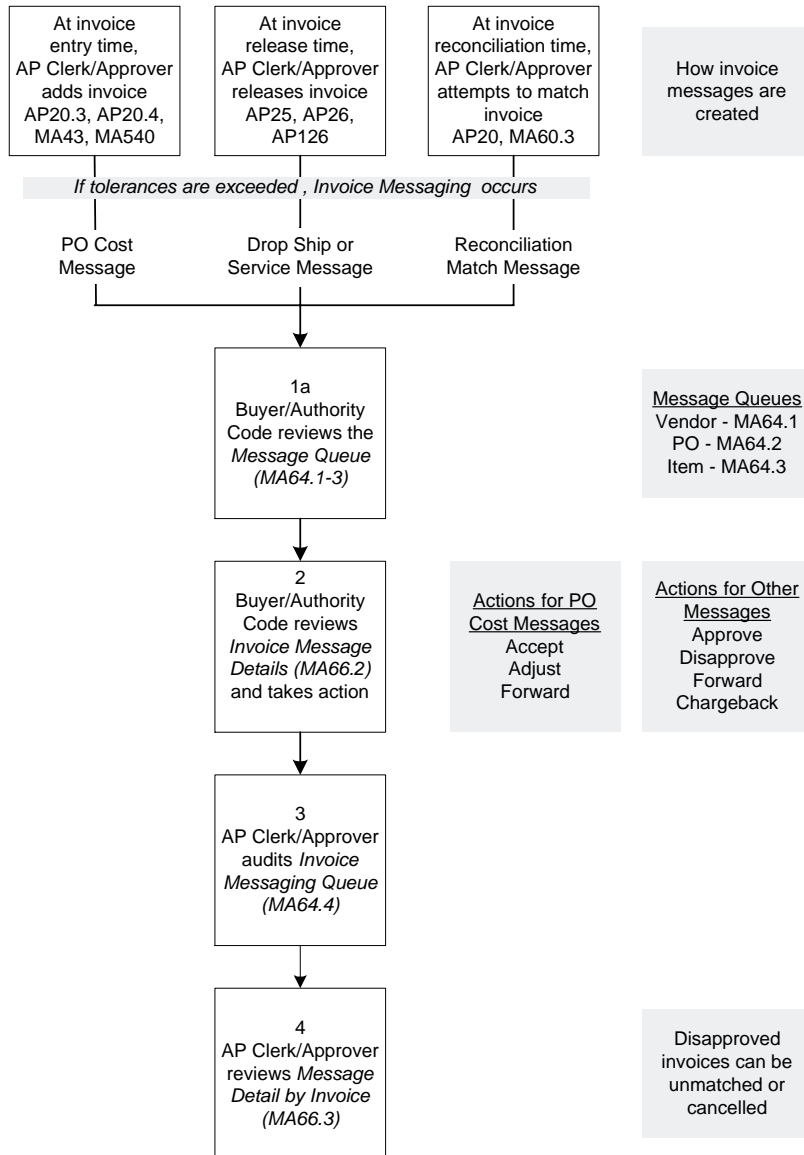 At invoice
entry time,
AP Clerk/Approver
adds invoice
AP20.3, AP20.4,
MA43, MA540
At invoice
release time,
AP Clerk/Approver
releases invoice
AP25, AP26,
AP126
At invoice
reconciliation time,
AP Clerk/Approver
attempts to match
invoice
AP20, MA60.3
How invoice
messages are
created
If tolerances are exceeded , Invoice Messaging occurs
PO Cost
Message
Drop Ship or
Service Message
Reconciliation
Match Message
1a
Buyer/Authority
Code reviews the
Message Queue
(MA64.1-3)
Message Queues
Vendor - MA64.1
PO - MA64.2
Item - MA64.3
2
Buyer/Authority
Code reviews
Invoice Message
Details (MA66.2)
and takes action
Actions for PO
Cost Messages
Accept
Adjust
Forward
Actions for Other
Messages
Approve
Disapprove
Forward
Chargeback
3
AP Clerk/Approver
audits Invoice
Messaging Queue
(MA64.4)
4
AP Clerk/Approver
reviews Message
Detail by Invoice
(MA66.3)
Disapproved
invoices can be
unmatched or
cancelled